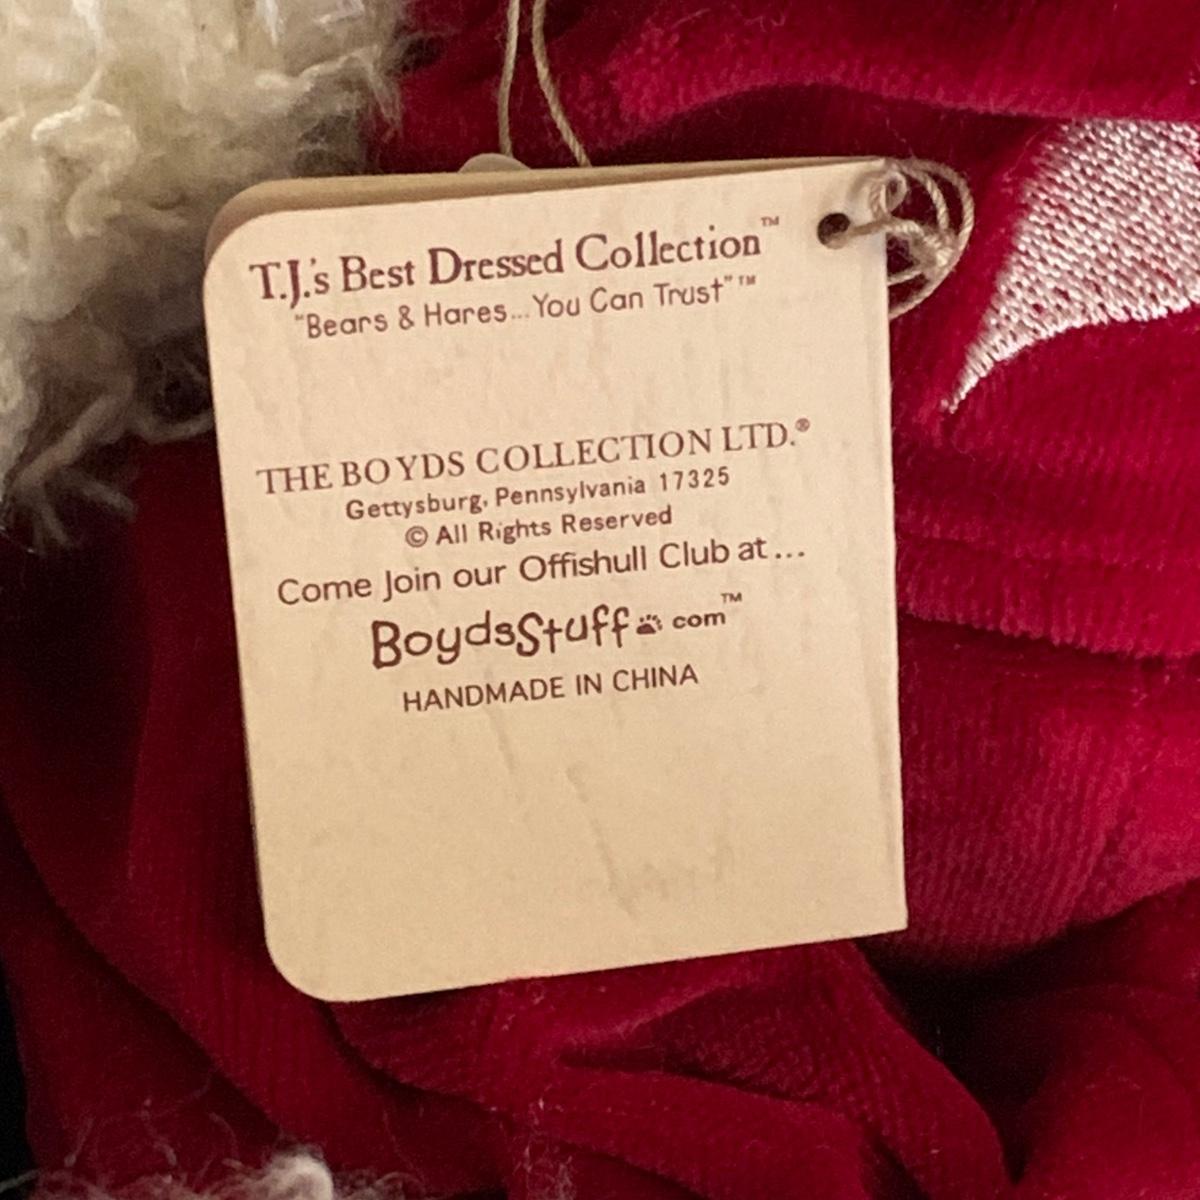 T.J.'s Best Dressed Collection™
"Bears & Hares...You Can Trust"™
THE BOYDS COLLECTION LTD.®
Gettysburg, Pennsylvania 17325
© All Rights Reserved
Come Join our Offishull Club at...
BoydsStuff.com™
HANDMADE IN CHINA